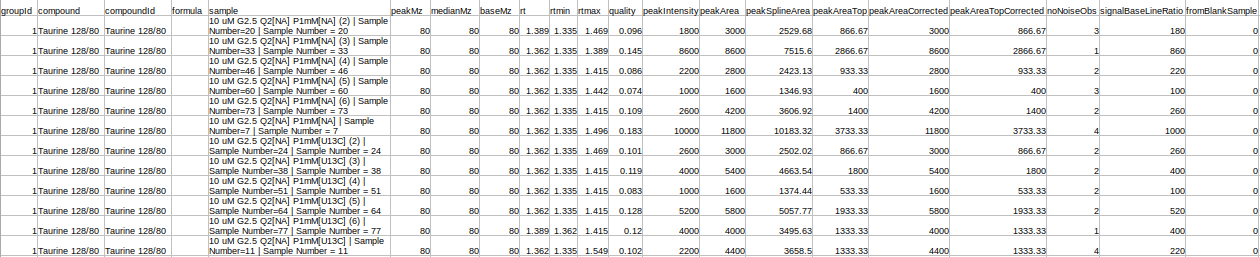 groupId compound compoundId formula sample peakMz medianMz baseMz rt rtmin rtmax quality peakIntensity peakArea peakSplineArea peakAreaTop peakAreaCorrected peakAreaTopCorrected noNoiseObs signalBaseLineRatio fromBlankSample
10 uM G2.5 Q2[NA] P1mM[NA] (2) | Sample
1 Taurine 128/80 Taurine 128/80 Number=20 | Sample Number = 20 80 80 80 1.389 1.335 1.469 0.096 1800 3000 2529.68 866.67 3000 866.67 3 180 0
10 uM G2.5 Q2[NA] P1mM[NA] (3) | Sample
1 Taurine 128/80 Taurine 128/80 Number=33 | Sample Number = 33 80 80 80 1.362 1.335 1.389 0.145 8600 8600 7515.6 2866.67 8600 2866.67 1 860 0
10 uM G2.5 Q2[NA] P1mM[NA] (4) | Sample
1 Taurine 128/80 Taurine 128/80 Number=46 | Sample Number = 46 80 80 80 1.362 1.335 1.415 0.086 2200 2800 2423.13 933.33 2800 933.33 2 220 0
10 uM G2.5 Q2[NA] P1mM[NA] (5) | Sample
1 Taurine 128/80 Taurine 128/80 Number=60 | Sample Number = 60 80 80 80 1.362 1.335 1.442 0.074 1000 1600 1346.93 400 1600 400 3 100 0
10 uM G2.5 Q2[NA] P1mM[NA] (6) | Sample
1 Taurine 128/80 Taurine 128/80 Number=73 | Sample Number = 73 80 80 80 1.362 1.335 1.415 0.109 2600 4200 3606.92 1400 4200 1400 2 260 0
10 uM G2.5 Q2[NA] P1mM[NA] | Sample
1 Taurine 128/80 Taurine 128/80 Number=7 | Sample Number = 7 80 80 80 1.362 1.335 1.496 0.183 10000 11800 10183.32 3733.33 11800 3733.33 4 1000 0
10 uM G2.5 Q2[NA] P1mM[U13C] (2) |
1 Taurine 128/80 Taurine 128/80 Sample Number=24 | Sample Number = 24 80 80 80 1.362 1.335 1.469 0.101 2600 3000 2502.02 866.67 3000 866.67 2 260 0
10 uM G2.5 Q2[NA] P1mM[U13C] (3) |
1 Taurine 128/80 Taurine 128/80 Sample Number=38 | Sample Number = 38 80 80 80 1.362 1.335 1.415 0.119 4000 5400 4663.54 1800 5400 1800 2 400 0
10 uM G2.5 Q2[NA] P1mM[U13C] (4) |
1 Taurine 128/80 Taurine 128/80 Sample Number=51 | Sample Number = 51 80 80 80 1.362 1.335 1.415 0.083 1000 1600 1374.44 533.33 1600 533.33 2 100 0
10 uM G2.5 Q2[NA] P1mM[U13C] (5) |
1 Taurine 128/80 Taurine 128/80 Sample Number=64 | Sample Number = 64 80 80 80 1.362 1.335 1.415 0.128 5200 5800 5057.77 1933.33 5800 1933.33 2 520 0
10 uM G2.5 Q2[NA] P1mM[U13C] (6) |
1 Taurine 128/80 Taurine 128/80 Sample Number=77 | Sample Number = 77 80 80 80 1.389 1.362 1.415 0.12 4000 4000 3495.63 1333.33 4000 1333.33 1 400 0
10 uM G2.5 Q2[NA] P1mM[U13C] | Sample
1 Taurine 128/80 Taurine 128/80 Number=11 | Sample Number = 11 80 80 80 1.362 1.335 1.549 0.102 2200 4400 3658.5 1333.33 4400 1333.33 4 220 0